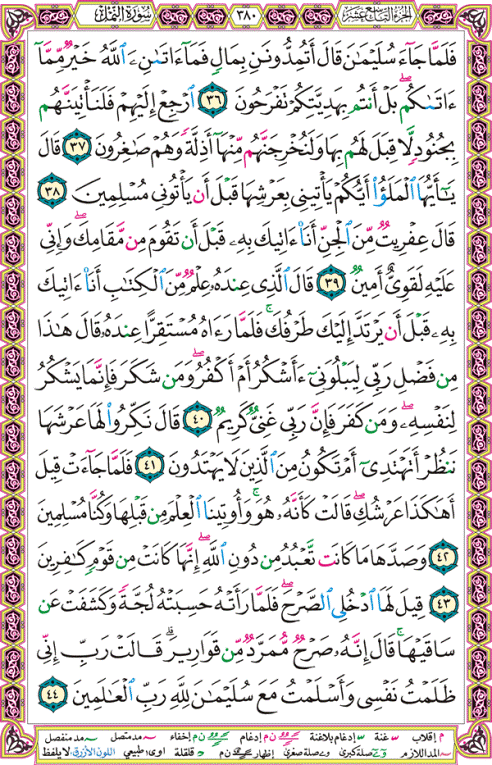 الجزء التاسع عشر ٣٨٠ سورة النمل
فَلَمَّا جَآءَ سُلَيْمَٰنَ قَالَ أَتُمِدُّونَنِ بِمَالٍ فَمَآءَاتَىٰنِۦَ ٱللَّهُ خَيْرٌ مِّمَّآ
ءَاتَىٰكُم بَلْ أَنتُم بِهَدِيَّتِكُمْ تَفْرَحُونَ ٣٦ ٱرْجِعْ إِلَيْهِمْ فَلَنَأْتِيَنَّهُم
بِجُنُودٍ لَّا قِبَلَ لَهُم بِهَا وَلَنُخْرِجَنَّهُم مِّنْهَآ أَذِلَّةً وَهُمْ صَٰغِرُونَ ٣٧ قَالَ
يَٰٓأَيُّهَا ٱلْمَلَؤُا۟ أَيُّكُمْ يَأْتِينِى بِعَرْشِهَا قَبْلَ أَن يَأْتُونِى مُسْلِمِينَ ٣٨
قَالَ عِفْرِيتٌ مِّنَ ٱلْجِنِّ أَنَا۠ ءَاتِيكَ بِهِۦ قَبْلَ أَن تَقُومَ مِن مَّقَامِكَ ۖ وَإِنِّى
عَلَيْهِ لَقَوِىٌّ أَمِينٌ ٣٩ قَالَ ٱلَّذِى عِندَهُۥ عِلْمٌ مِّنَ ٱلْكِتَٰبِ أَنَا۠ ءَاتِيكَ
بِهِۦ قَبْلَ أَن يَرْتَدَّ إِلَيْكَ طَرْفُكَ ۚ فَلَمَّا رَءَاهُ مُسْتَقِرًّا عِندَهُۥ قَالَ هَٰذَا
مِن فَضْلِ رَبِّى لِيَبْلُوَنِىٓ ءَأَشْكُرُ أَمْ أَكْفُرُ ۖ وَمَن شَكَرَ فَإِنَّمَا يَشْكُرُ
لِنَفْسِهِۦ ۖ وَمَن كَفَرَ فَإِنَّ رَبِّى غَنِىٌّ كَرِيمٌ ٤٠ قَالَ نَكِّرُوا۟ لَهَا عَرْشَهَا
نَنظُرْ أَتَهْتَدِىٓ أَمْ تَكُونُ مِنَ ٱلَّذِينَ لَا يَهْتَدُونَ ٤١ فَلَمَّا جَآءَتْ قِيلَ
أَهَٰكَذَا عَرْشُكِ ۖ قَالَتْ كَأَنَّهُۥ هُوَ ۚ وَأُوتِينَا ٱلْعِلْمَ مِن قَبْلِهَا وَكُنَّا مُسْلِمِينَ
٤٢ وَصَدَّهَا مَا كَانَت تَّعْبُدُ مِن دُونِ ٱللَّهِ ۖ إِنَّهَا كَانَتْ مِن قَوْمٍ كَٰفِرِينَ
٤٣ قِيلَ لَهَا ٱدْخُلِى ٱلصَّرْحَ ۖ فَلَمَّا رَأَتْهُ حَسِبَتْهُ لُجَّةً وَكَشَفَتْ عَن
سَاقَيْهَا ۚ قَالَ إِنَّهُۥ صَرْحٌ مُّمَرَّدٌ مِّن قَوَارِيرَ ۗ قَالَتْ رَبِّ إِنِّى
ظَلَمْتُ نَفْسِى وَأَسْلَمْتُ مَعَ سُلَيْمَٰنَ لِلَّهِ رَبِّ ٱلْعَٰلَمِينَ ٤٤
م إقلاب س غنة س إدغام بلاغنة ن م إدغام ن م إخفاء مد متصل مد منفصل
المد اللازم صلة كبرى صلة صغرى إظهار ن م قلقلة اوى: طبيعي اللون الأزرق: لا يلفظ